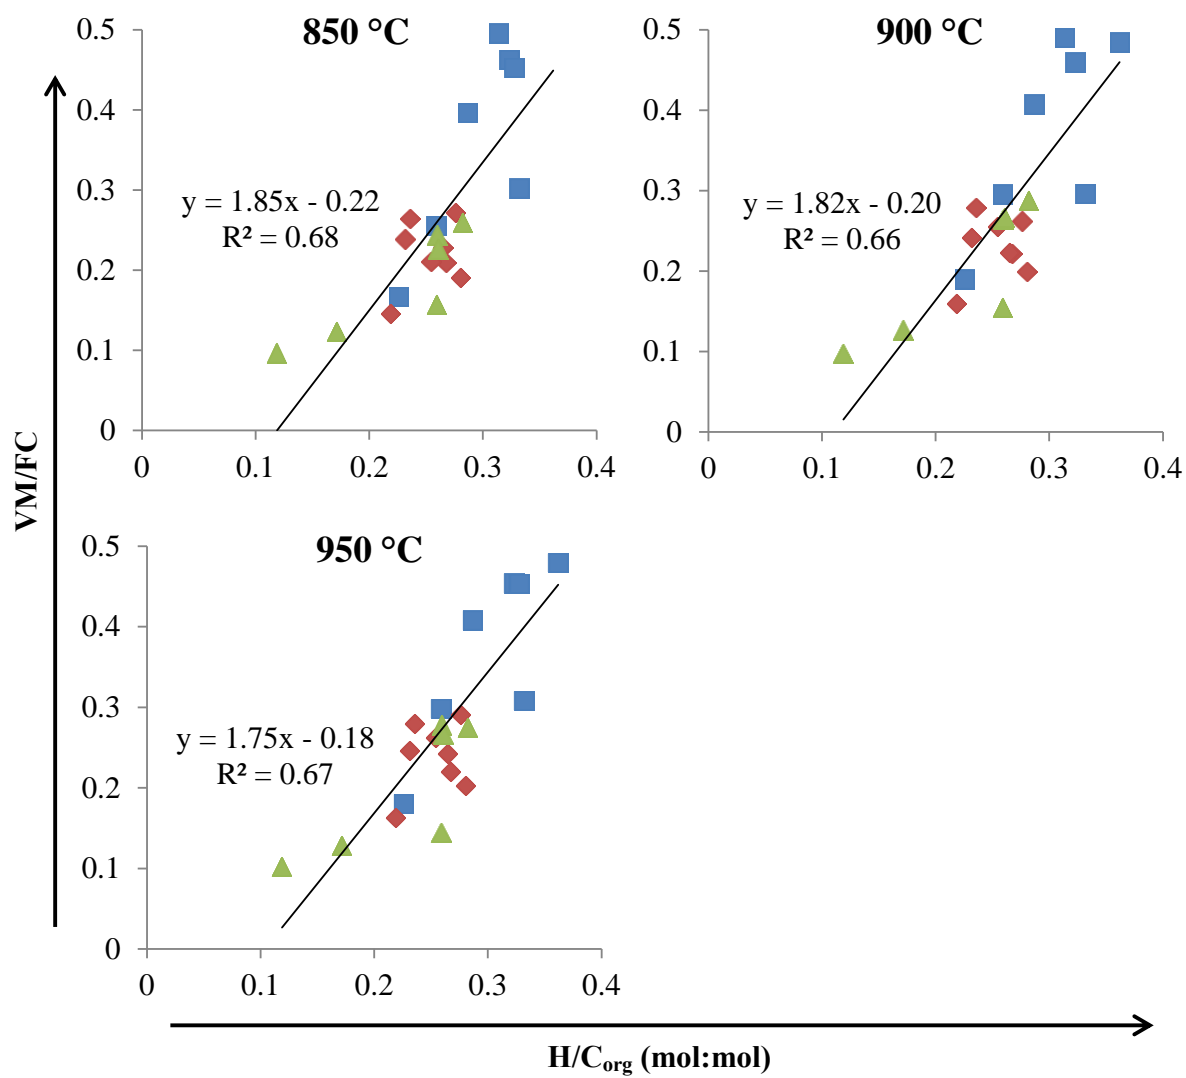 850 °C
0.5
0.4
0.3
0.2
0.1
0
y = 1.85x - 0.22
R² = 0.68
0 0.1 0.2 0.3 0.4
900 °C
0.5
0.4
0.3
0.2
0.1
0
y = 1.82x - 0.20
R² = 0.66
0 0.1 0.2 0.3 0.4
VM/FC
950 °C
0.5
0.4
0.3
0.2
0.1
0
y = 1.75x - 0.18
R² = 0.67
0 0.1 0.2 0.3 0.4
H/Corg (mol:mol)